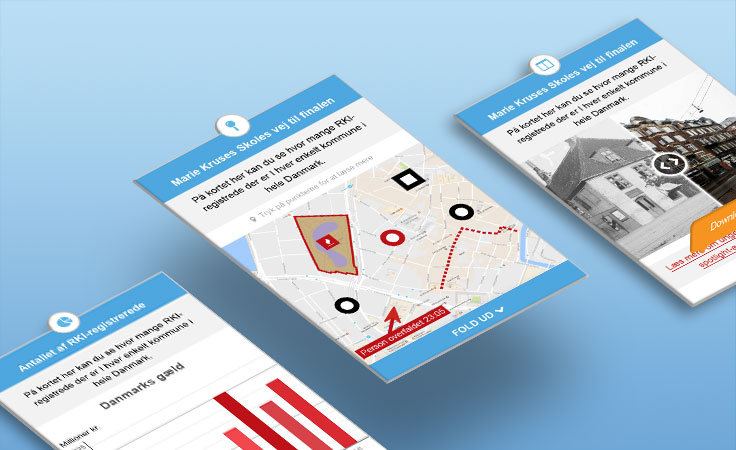 Marie Kruses Skoles vej til finalen
På kortet her kan du se hvor mange RKI-
registrede der er i hver enkelt kommune i
hele Danmark.
Tryk på punkterne for at læse mere
Person overfaldet 23:05
FOLD UD
Marie Kruses Skoles vej til finalen
På kortet her kan du se hvor mange RKI-
registrede der er i hver enkelt kommune i
hele Danmark.
Læs mere om
Antallet af RKI-registrerede
På kortet her kan du se hvor mange RKI-
registrede der er i hver enkelt kommune i
hele Danmark.
Danmarks gæld
Millioner kr.